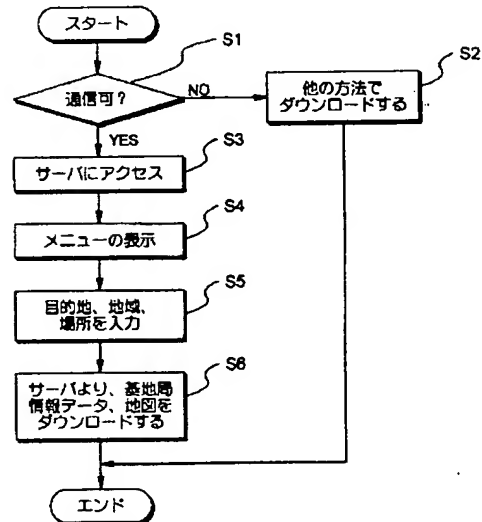 スタート
S1
通信可?
NO
S2
他の方法で
ダウンロードする
YES
S3
サーバにアクセス
S4
メニューの表示
S5
目的地、地域、
場所を入力
S6
サーバより、基地局
情報データ、地図を
ダウンロードする
エンド